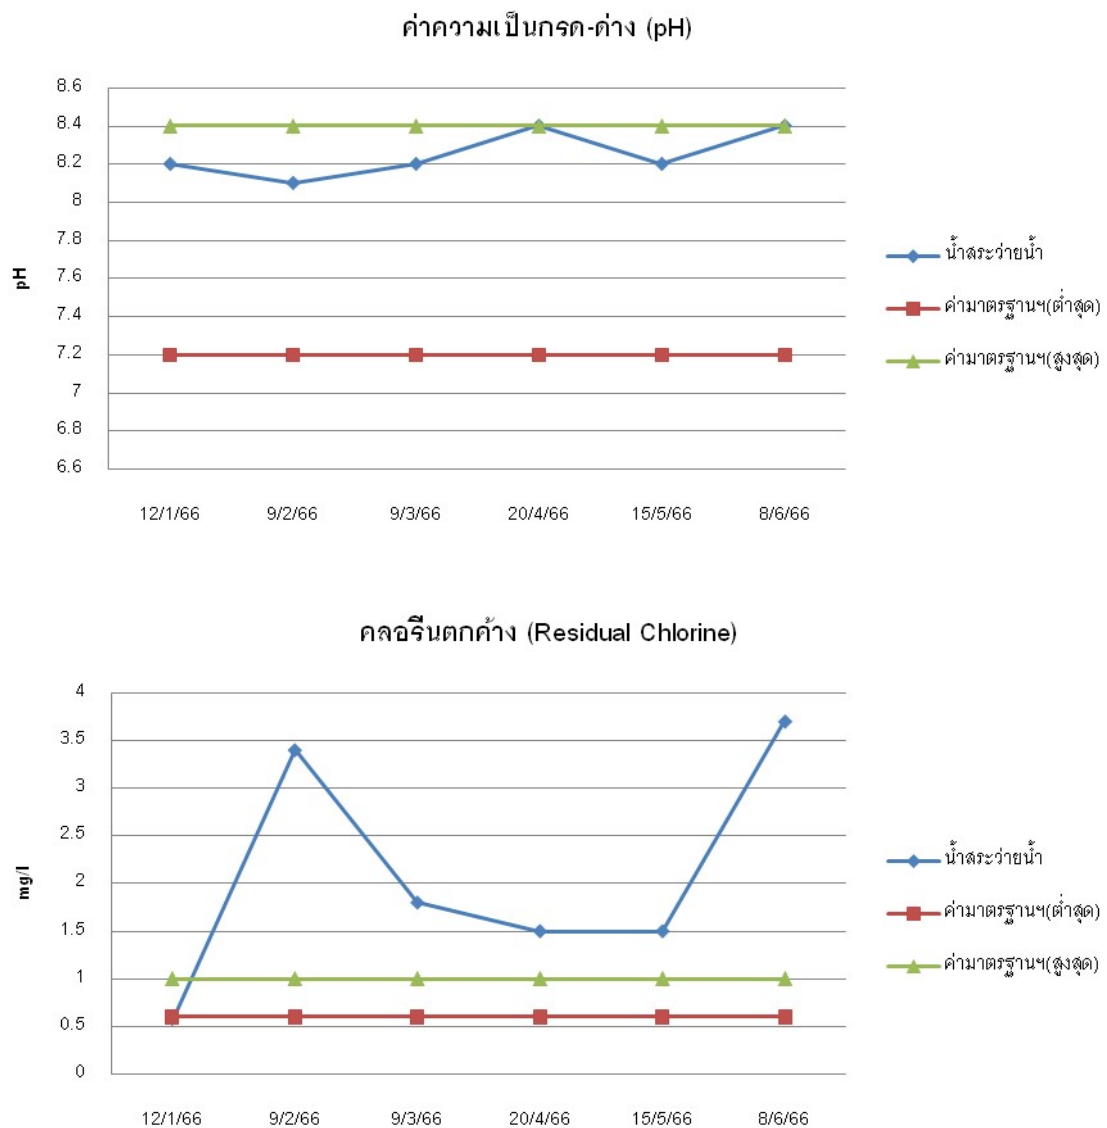 ค่าความเป็นกรด-ด่าง (pH)
8.6
8.4
8.2
8
7.8
7.6
7.4
7.2
7
6.8
6.6
pH
12/1/66 9/2/66 9/3/66 20/4/66 15/5/66 8/6/66
น้ำสระว่ายน้ำ
ค่ามาตรฐานฯ(ต่ำสุด)
ค่ามาตรฐานฯ(สูงสุด)
คลอรีนตกค้าง (Residual Chlorine)
4
3.5
3
2.5
2
1.5
1
0.5
0
mg/l
12/1/66 9/2/66 9/3/66 20/4/66 15/5/66 8/6/66
น้ำสระว่ายน้ำ
ค่ามาตรฐานฯ(ต่ำสุด)
ค่ามาตรฐานฯ(สูงสุด)